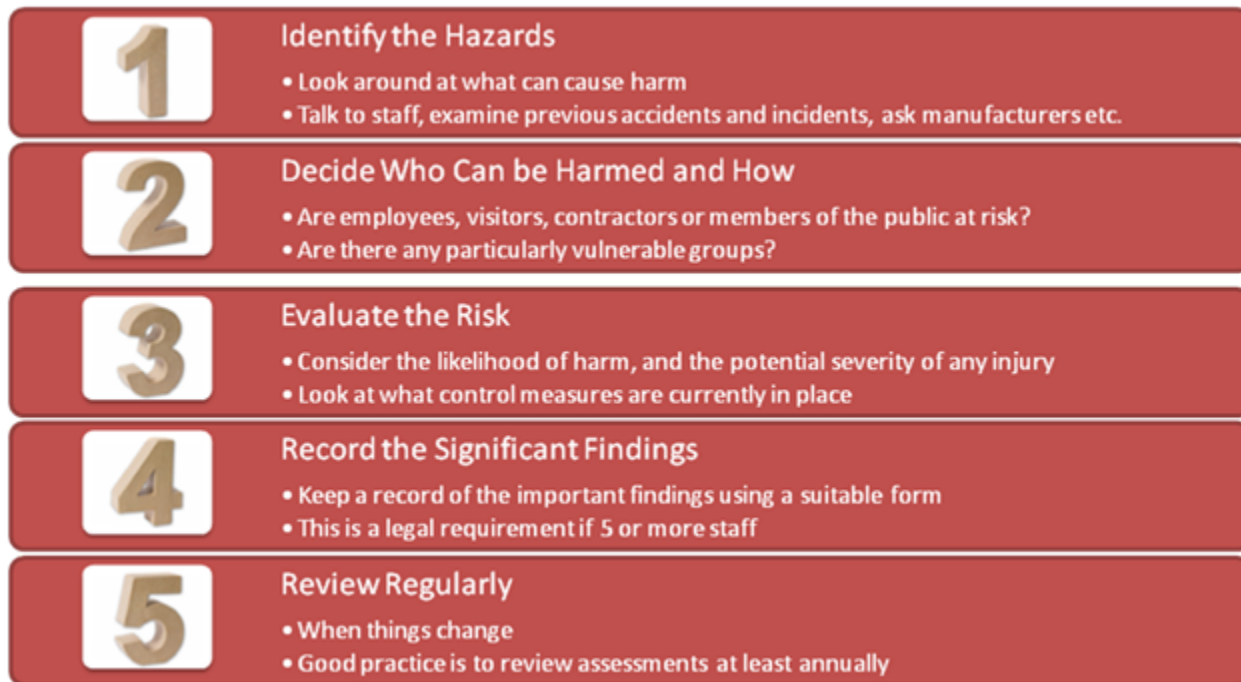 1
Identify the Hazards
• Look around at what can cause harm
• Talk to staff, examine previous accidents and incidents, ask manufacturers etc.
2
Decide Who Can be Harmed and How
• Are employees, visitors, contractors or members of the public at risk?
• Are there any particularly vulnerable groups?
3
Evaluate the Risk
• Consider the likelihood of harm, and the potential severity of any injury
• Look at what control measures are currently in place
4
Record the Significant Findings
• Keep a record of the important findings using a suitable form
• This is a legal requirement if 5 or more staff
5
Review Regularly
• When things change
• Good practice is to review assessments at least annually